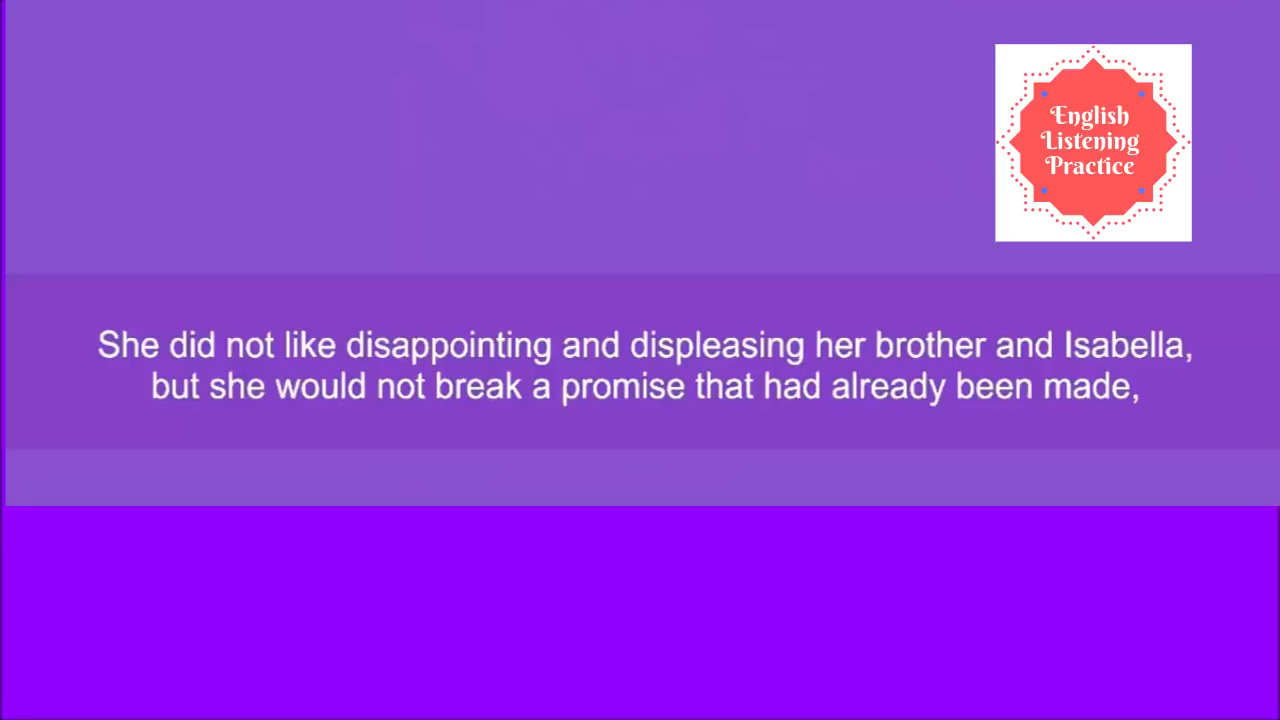 English
Listening
Practice
She did not like disappointing and displeasing her brother and Isabella,
but she would not break a promise that had already been made,